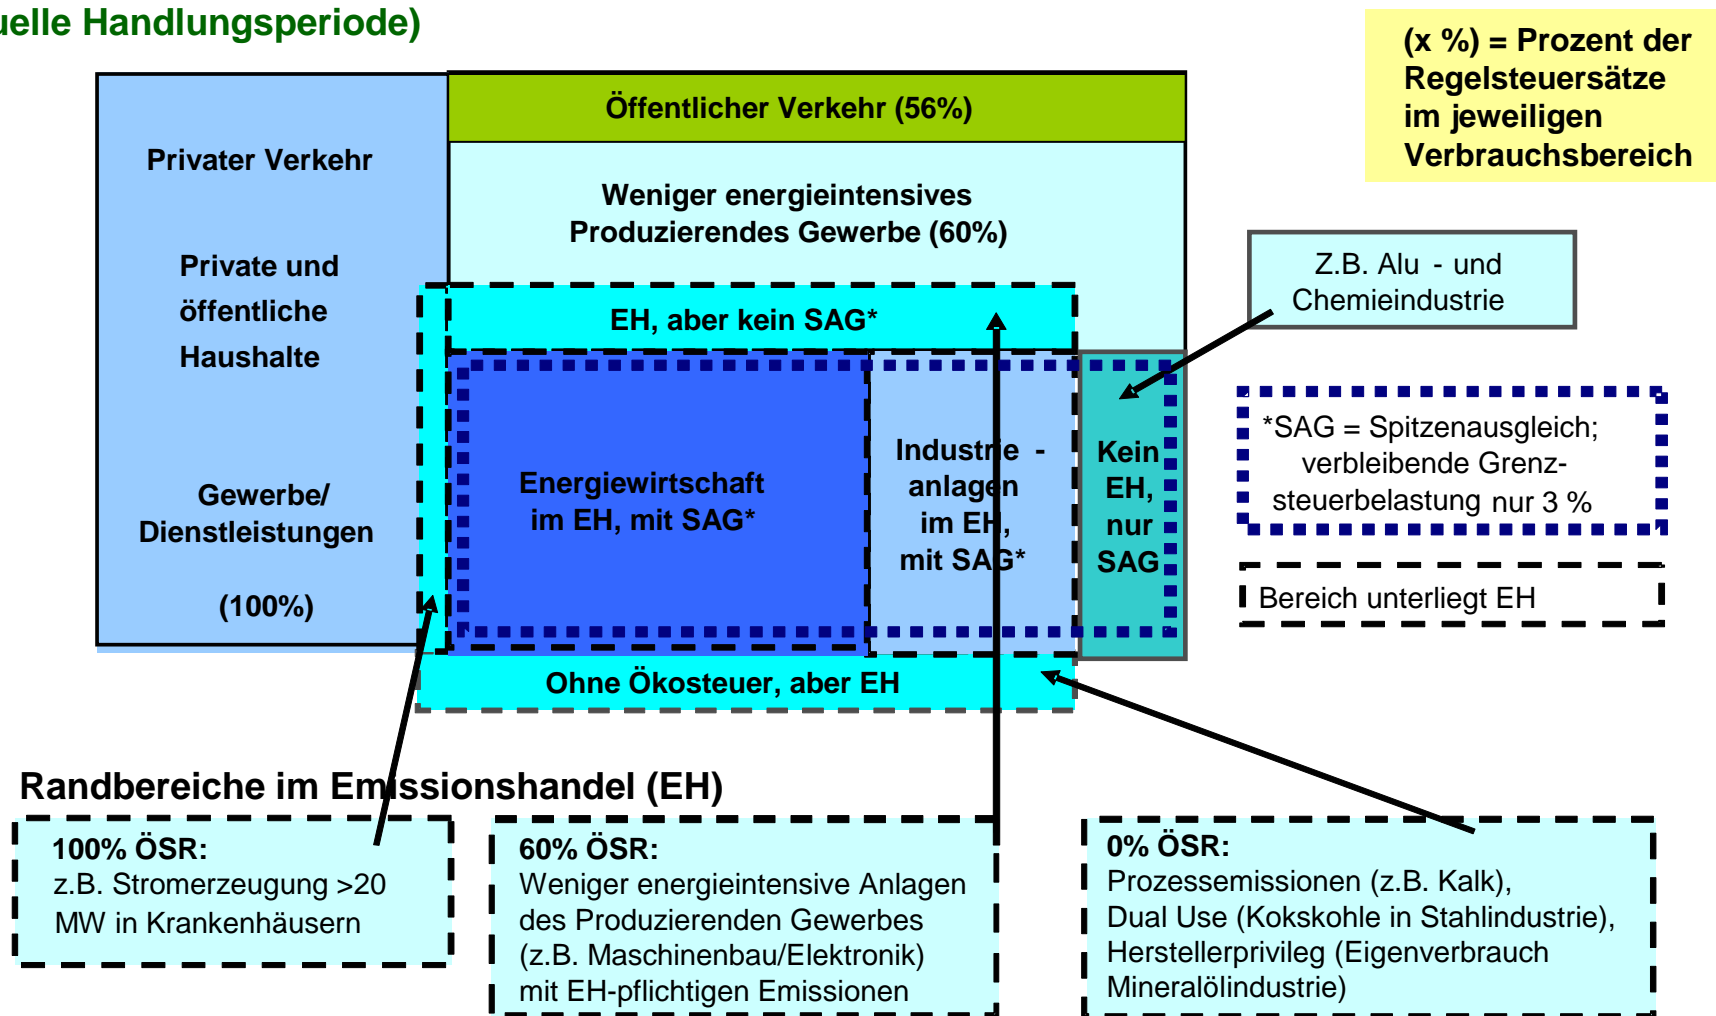 uelle Handlungsperiode)
(x %) = Prozent der
Regelsteuersätze
im jeweiligen
Verbrauchsbereich
Öffentlicher Verkehr (56%)
Privater Verkehr
Weniger energieintensives
Produzierendes Gewerbe (60%)
Private und
öffentliche
Haushalte
Z.B. Alu - und
Chemieindustrie
EH, aber kein SAG*
*SAG = Spitzenausgleich;
verbleibende Grenz-
steuerbelastung nur 3 %
Energiewirtschaft
im EH, mit SAG*
Industrie -
anlagen
im EH,
mit SAG*
Kein
EH,
nur
SAG
Gewerbe/
Dienstleistungen
(100%)
Bereich unterliegt EH
Ohne Ökosteuer, aber EH
Randbereiche im Emissionshandel (EH)
100% ÖSR:
z.B. Stromerzeugung >20
MW in Krankenhäusern
60% ÖSR:
Weniger energieintensive Anlagen
des Produzierenden Gewerbes
(z.B. Maschinenbau/Elektronik)
mit EH-pflichtigen Emissionen
0% ÖSR:
Prozessemissionen (z.B. Kalk),
Dual Use (Kokskohle in Stahlindustrie),
Herstellerprivileg (Eigenverbrauch
Mineralölindustrie)